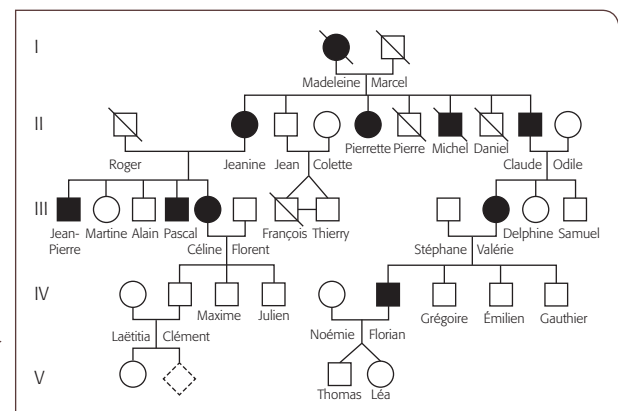 I
Madeleine Marcel
II
Roger Jeanine Jean Colette Pierrette Pierre Michel Daniel Claude Odile
III
Jean-
Pierre Martine Alain Pascal Céline Florent François Thierry Stéphane Valérie Delphine Samuel
IV
Laëtitia Clément Maxime Julien Noémie Florian Grégoire Émilien Gauthier
V
Thomas Léa